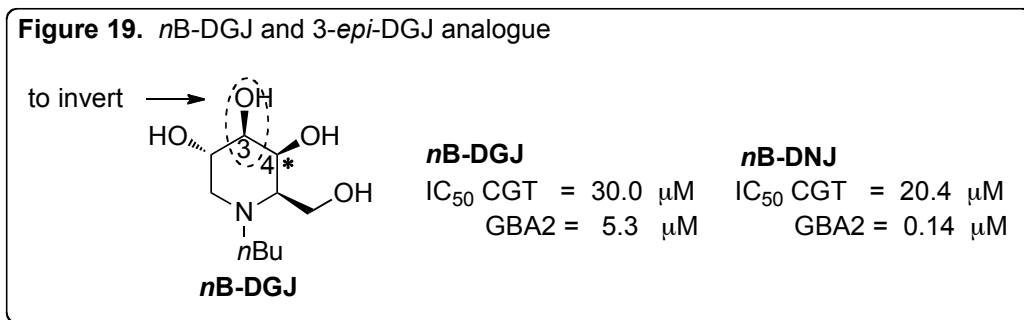 Figure 19. nB-DGJ and 3-epi-DGJ analogue
to invert
OH
HO
OH
3
4 *
OH
N
nBu
nB-DGJ
nB-DGJ
IC50 CGT = 30.0 μM
GBA2 = 5.3 μM
nB-DNJ
IC50 CGT = 20.4 μM
GBA2 = 0.14 μM